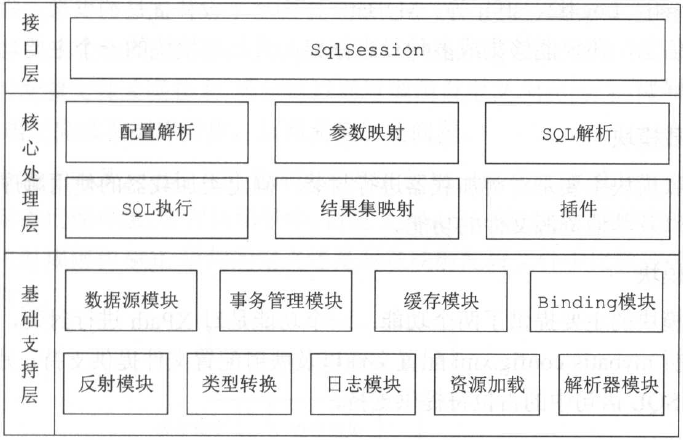 接口层
SqlSession
核心处理层
配置解析
参数映射
SQL解析
SQL执行
结果集映射
插件
基础支持层
数据源模块
事务管理模块
缓存模块
Binding模块
反射模块
类型转换
日志模块
资源加载
解析器模块